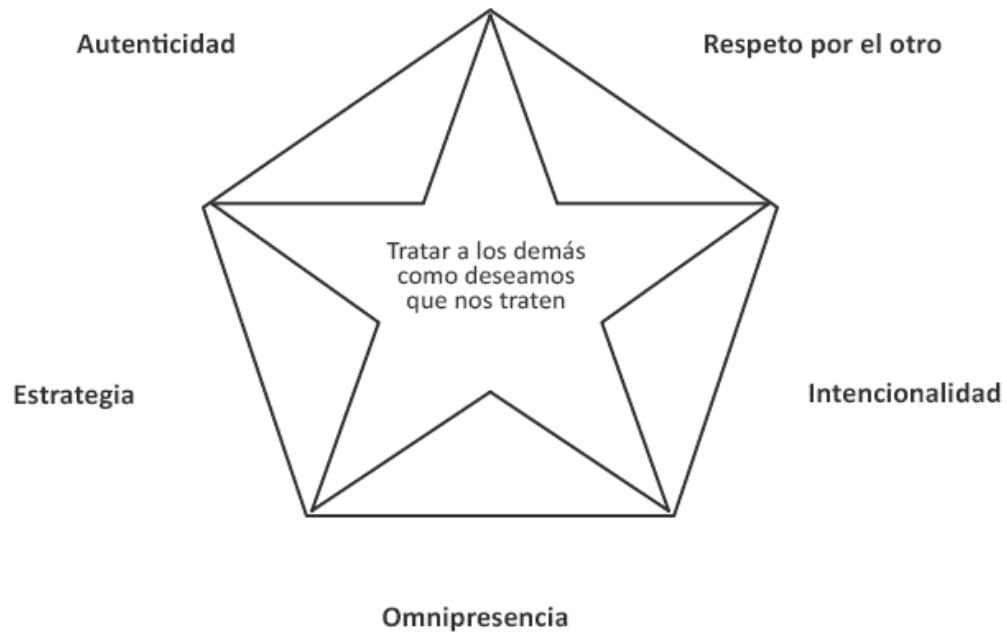 Autenticidad
Respeto por el otro
Tratar a los demás
como deseamos
que nos traten
Estrategia
Intencionalidad
Omnipresencia